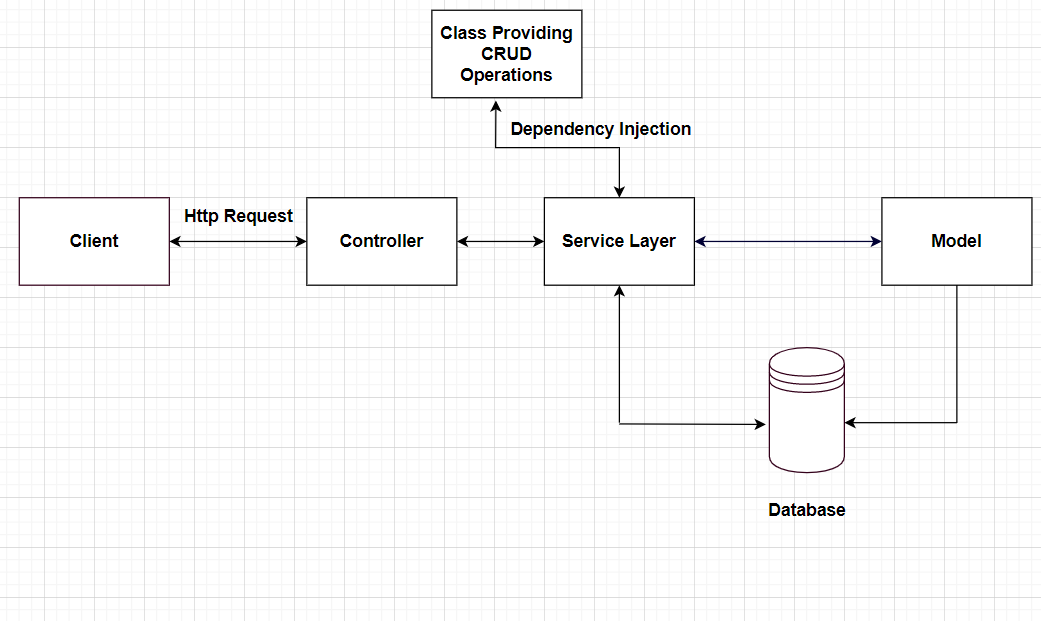 Class Providing
CRUD
Operations
Dependency Injection
Http Request
Client
Controller
Service Layer
Model
Database